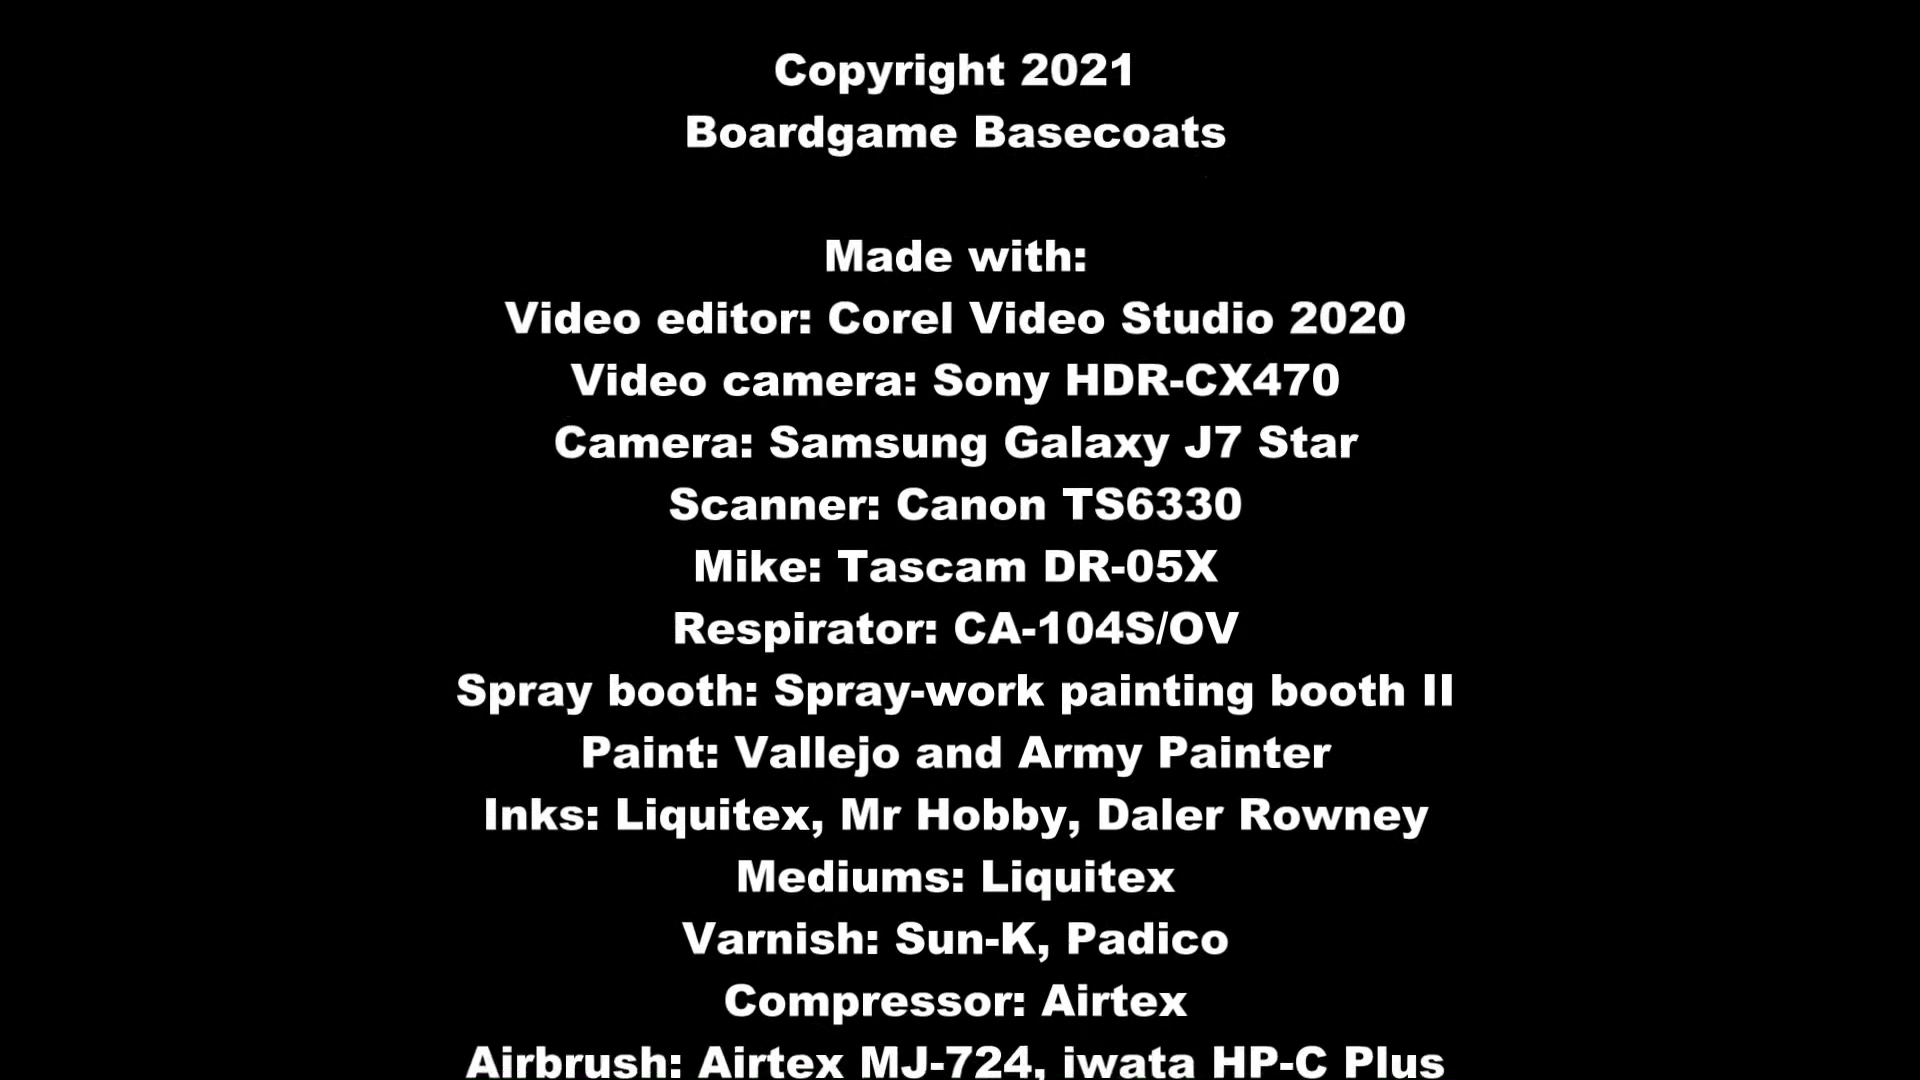 Copyright 2021
Boardgame Basecoats
Made with:
Video editor: Corel Video Studio 2020
Video camera: Sony HDR-CX470
Camera: Samsung Galaxy J7 Star
Scanner: Canon TS6330
Mike: Tascam DR-05X
Respirator: CA-104S/OV
Spray booth: Spray-work painting booth II
Paint: Vallejo and Army Painter
Inks: Liquitex, Mr Hobby, Daler Rowney
Mediums: Liquitex
Varnish: Sun-K, Padico
Compressor: Airtex
Airbrush: Airtex MJ-724, iwata HP-C Plus